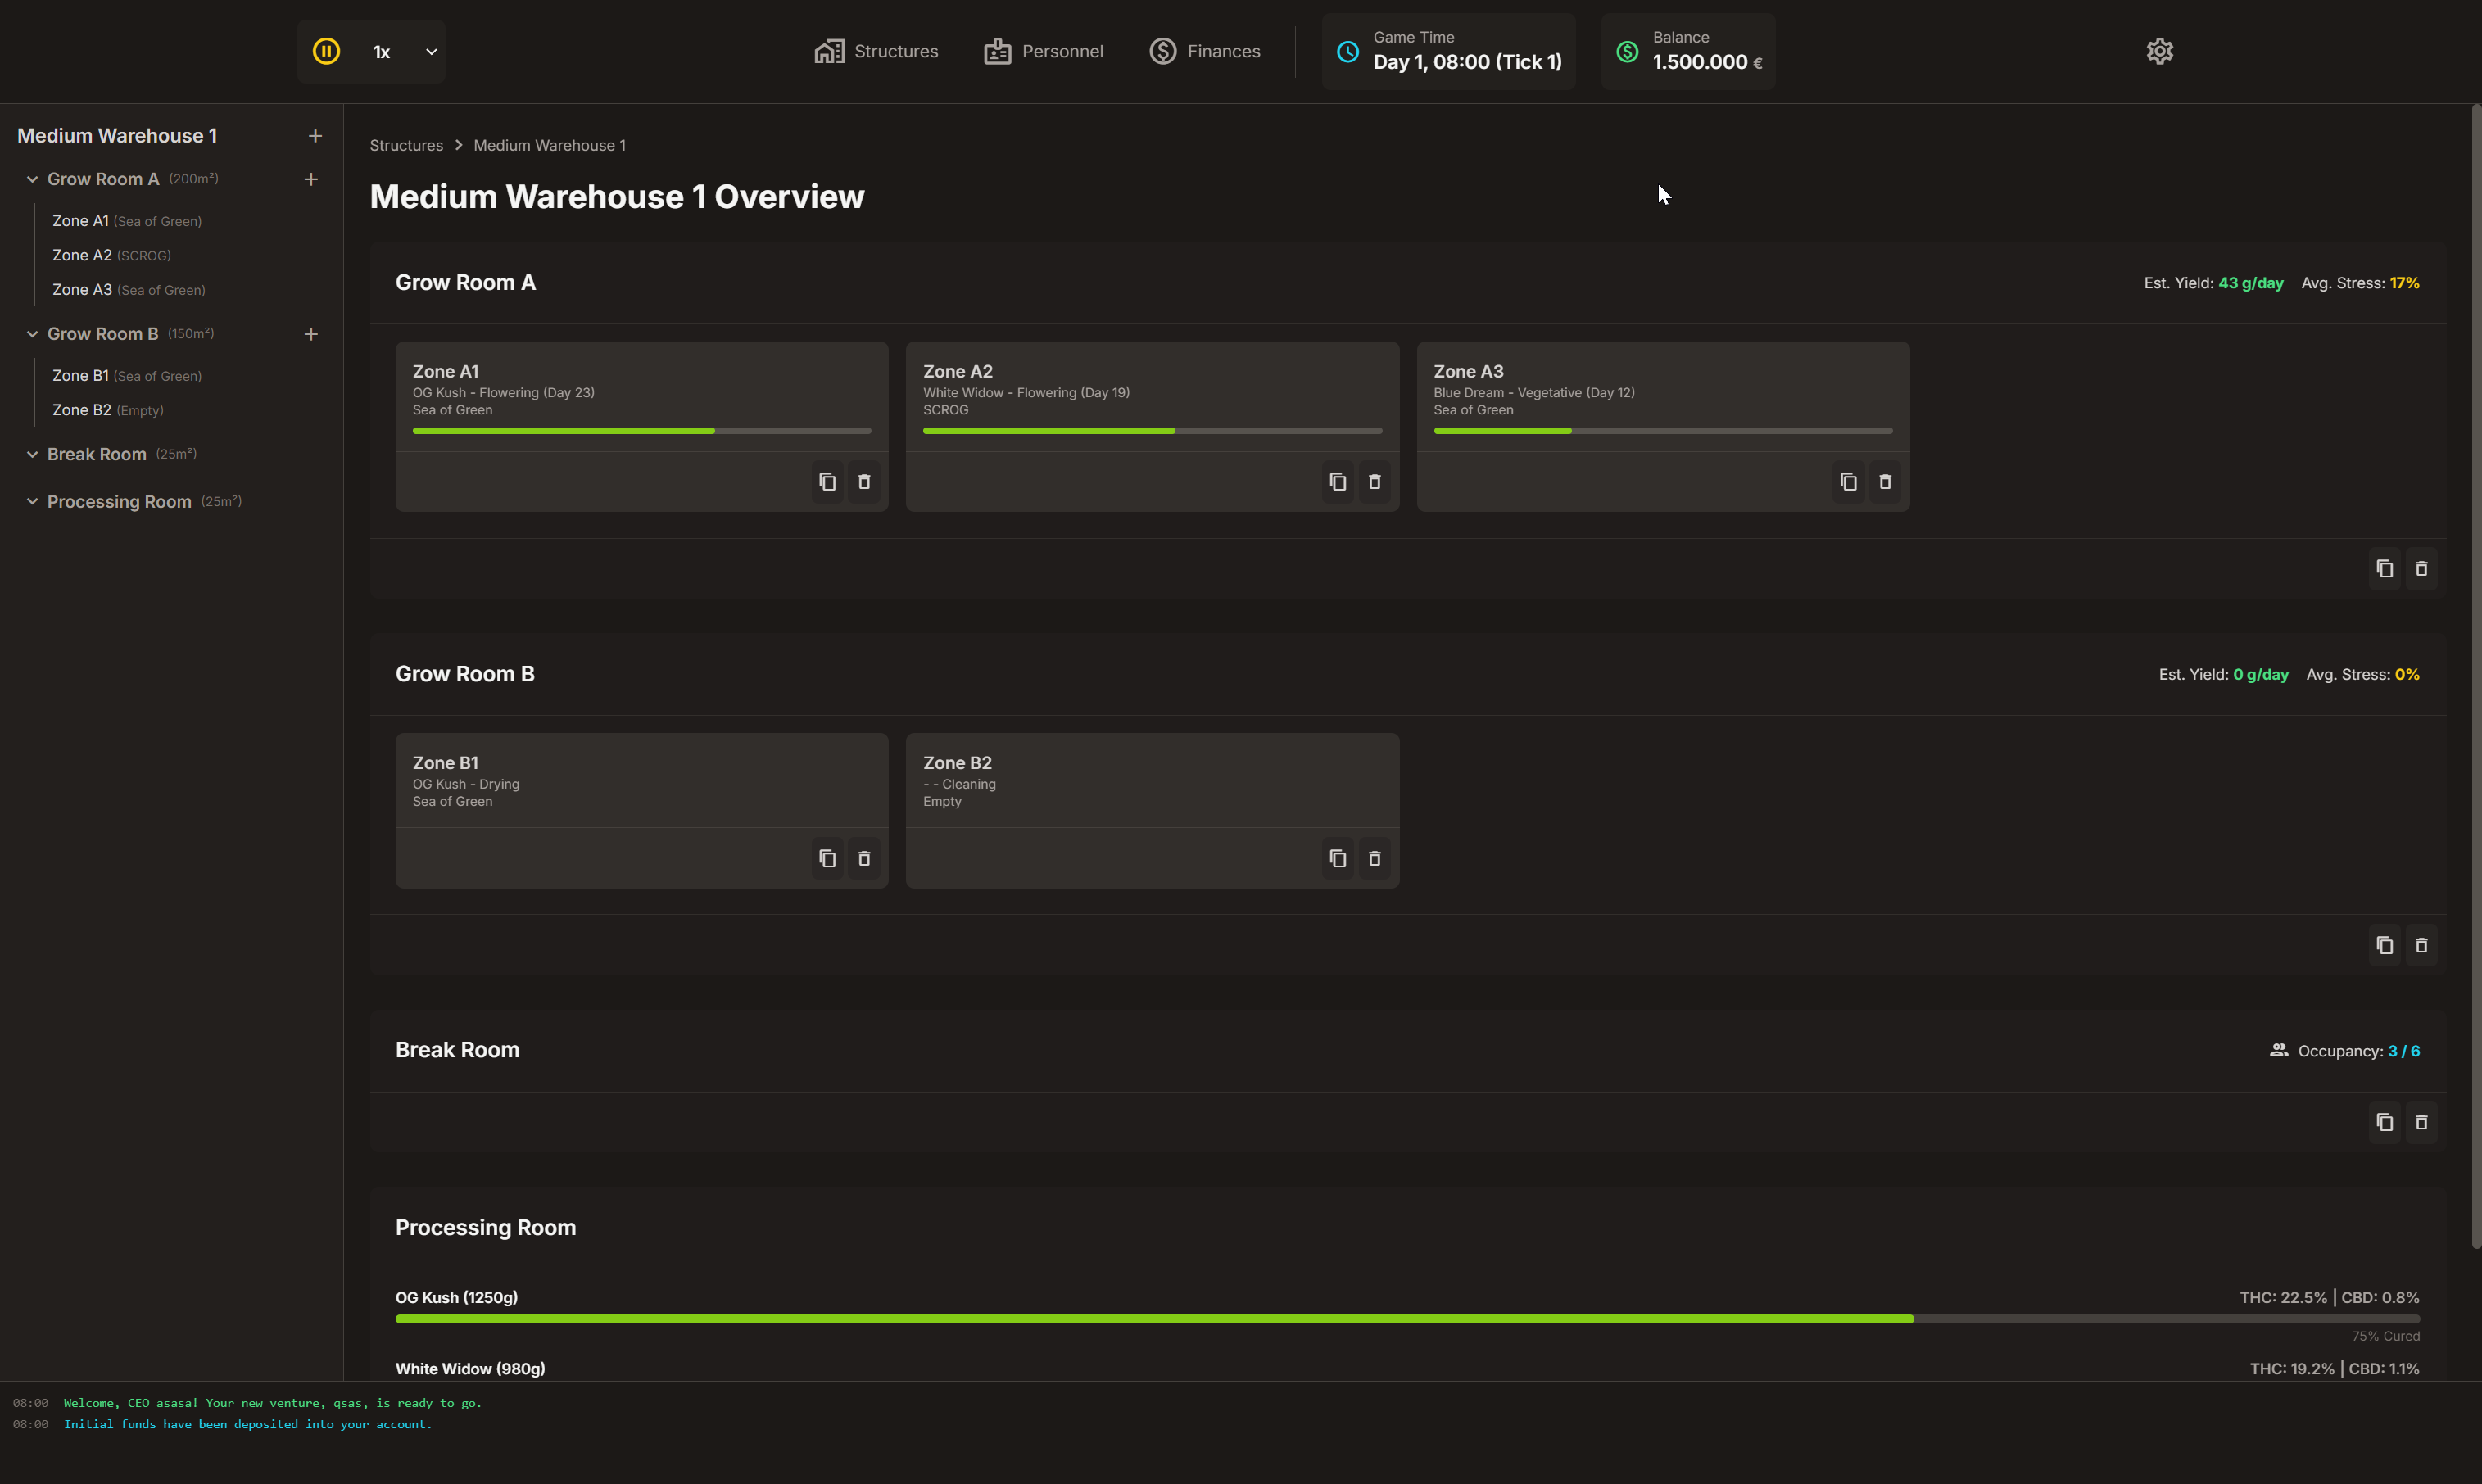 1x
Structures
Personnel
Finances
Game Time
Day 1, 08:00 (Tick 1)
Balance
1.500.000 €
Medium Warehouse 1
Grow Room A (200m²)
Zone A1 (Sea of Green)
Zone A2 (SCROG)
Zone A3 (Sea of Green)
Grow Room B (150m²)
Zone B1 (Sea of Green)
Zone B2 (Empty)
Break Room (25m²)
Processing Room (25m²)
Structures > Medium Warehouse 1
Medium Warehouse 1 Overview
Grow Room A
Est. Yield: 43 g/day Avg. Stress: 17%
Zone A1
OG Kush - Flowering (Day 23)
Sea of Green
Zone A2
White Widow - Flowering (Day 19)
SCROG
Zone A3
Blue Dream - Vegetative (Day 12)
Sea of Green
Grow Room B
Est. Yield: 0 g/day Avg. Stress: 0%
Zone B1
OG Kush - Drying
Sea of Green
Zone B2
- - Cleaning
Empty
Break Room
Occupancy: 3 / 6
Processing Room
OG Kush (1250g)
THC: 22.5% | CBD: 0.8%
75% Cured
White Widow (980g)
THC: 19.2% | CBD: 1.1%
08:00 Welcome, CEO asasa! Your new venture, qsas, is ready to go.
08:00 Initial funds have been deposited into your account.